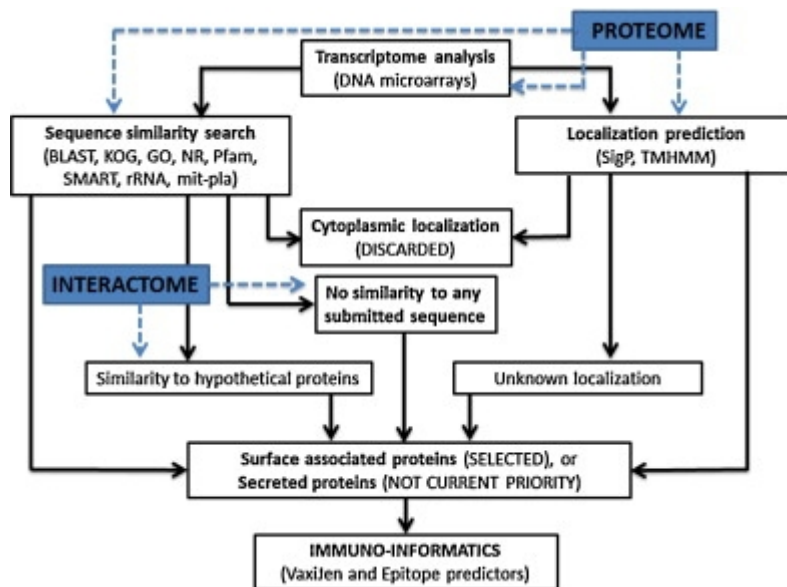 PROTEOME
Transcriptome analysis
(DNA microarrays)
Sequence similarity search
(BLAST, KOG, GO, NR, Pfam,
SMART, rRNA, mit-pla)
Localization prediction
(SigP, TMHMM)
Cytoplasmic localization
(DISCARDED)
INTERACTOME
No similarity to any
submitted sequence
Similarity to hypothetical proteins
Unknown localization
Surface associated proteins (SELECTED), or
Secreted proteins (NOT CURRENT PRIORITY)
IMMUNO-INFORMATICS
(VaxiJen and Epitope predictors)